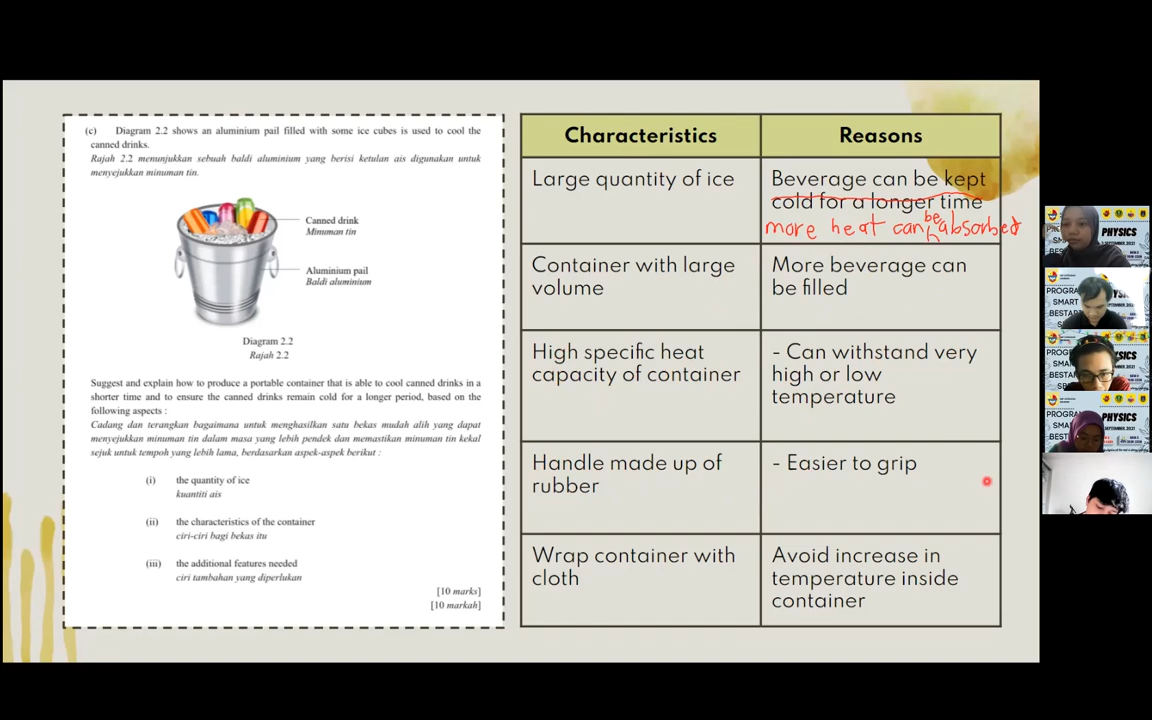 (c) Diagram 2.2 shows an aluminium pail filled with some ice cubes is used to cool the
canned drinks.
Rajah 2.2 menunjukkan sebuah baldi aluminium yang berisi ketulan ais digunakan untuk
menyejukkan minuman tin.
Canned drink
Minuman tin
Aluminium pail
Baldi aluminium
Diagram 2.2
Rajah 2.2
Suggest and explain how to produce a portable container that is able to cool canned drinks in a
shorter time and to ensure the canned drinks remain cold for a longer period, based on the
following aspects :
Cadang dan terangkan bagaimana untuk menghasilkan satu bekas mudah alih yang dapat
menyejukkan minuman tin dalam masa yang lebih pendek dan memastikan minuman tin kekal
sejuk untuk tempoh yang lebih lama, berdasarkan aspek-aspek berikut :
(i) the quantity of ice
kuantiti ais
(ii) the characteristics of the container
ciri-ciri bagi bekas itu
(iii) the additional features needed
ciri tambahan yang diperlukan
[10 marks]
[10 markah]
Characteristics
Reasons
Large quantity of ice
Beverage can be kept
cold for a longer time
more heat can be absorbed
Container with large
volume
More beverage can
be filled
High specific heat
capacity of container
- Can withstand very
high or low
temperature
Handle made up of
rubber
- Easier to grip
Wrap container with
cloth
Avoid increase in
temperature inside
container
PHYSICS
PROGRA
SMART
BESTAR
PHYSICS